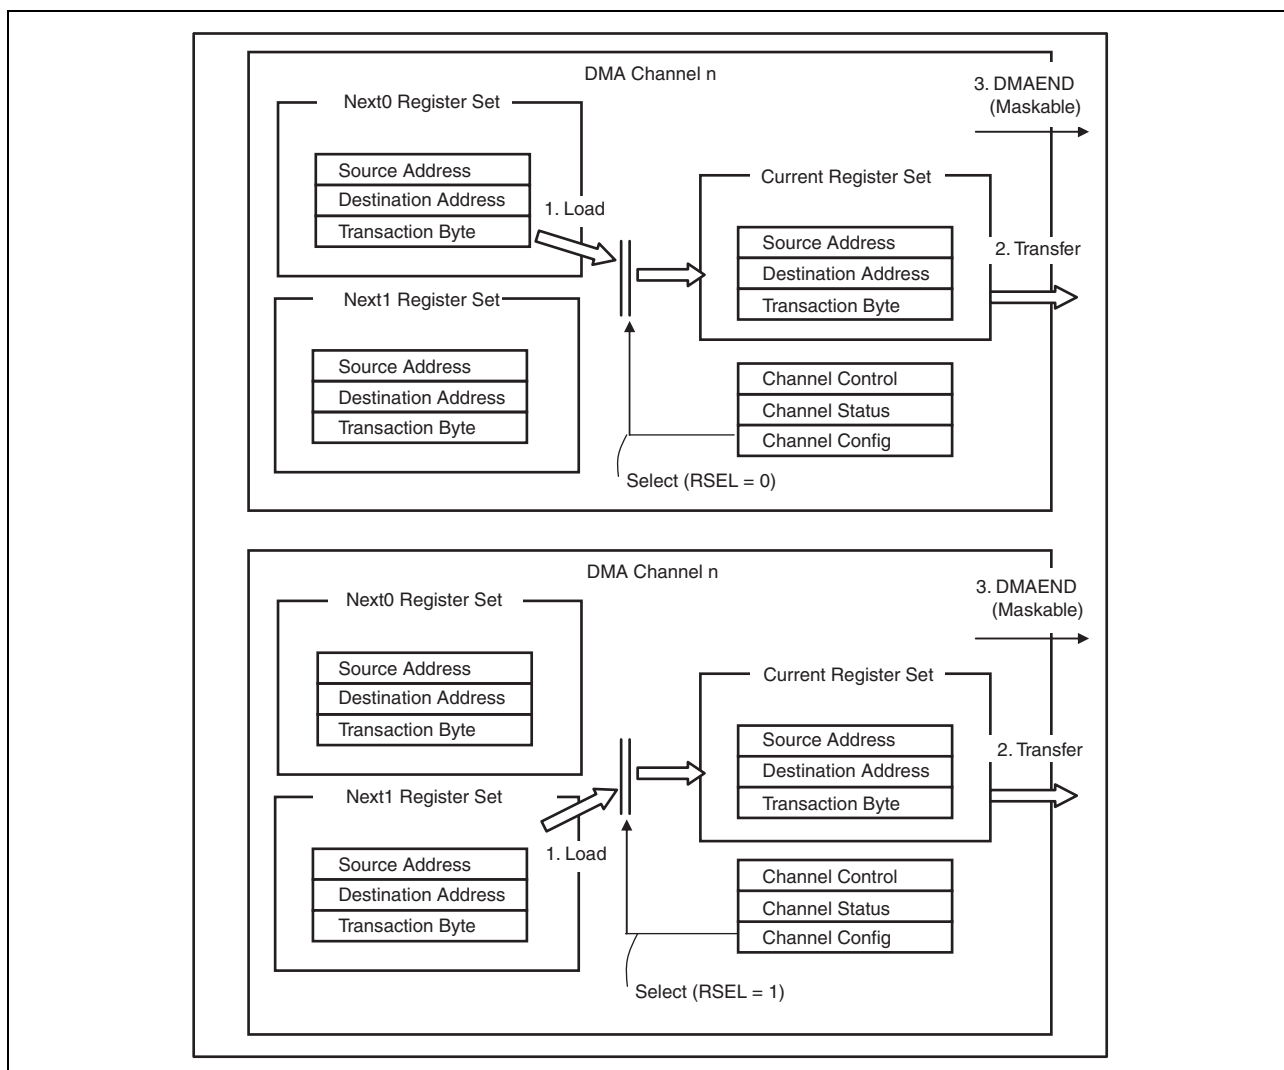 DMA Channel n
3. DMAEND
(Maskable)
Next0 Register Set
Source Address
Destination Address
Transaction Byte
1. Load
Current Register Set
Source Address
Destination Address
Transaction Byte
2. Transfer
Next1 Register Set
Source Address
Destination Address
Transaction Byte
Channel Control
Channel Status
Channel Config
Select (RSEL = 0)
DMA Channel n
3. DMAEND
(Maskable)
Next0 Register Set
Source Address
Destination Address
Transaction Byte
Current Register Set
Source Address
Destination Address
Transaction Byte
2. Transfer
Next1 Register Set
1. Load
Source Address
Destination Address
Transaction Byte
Channel Control
Channel Status
Channel Config
Select (RSEL = 1)